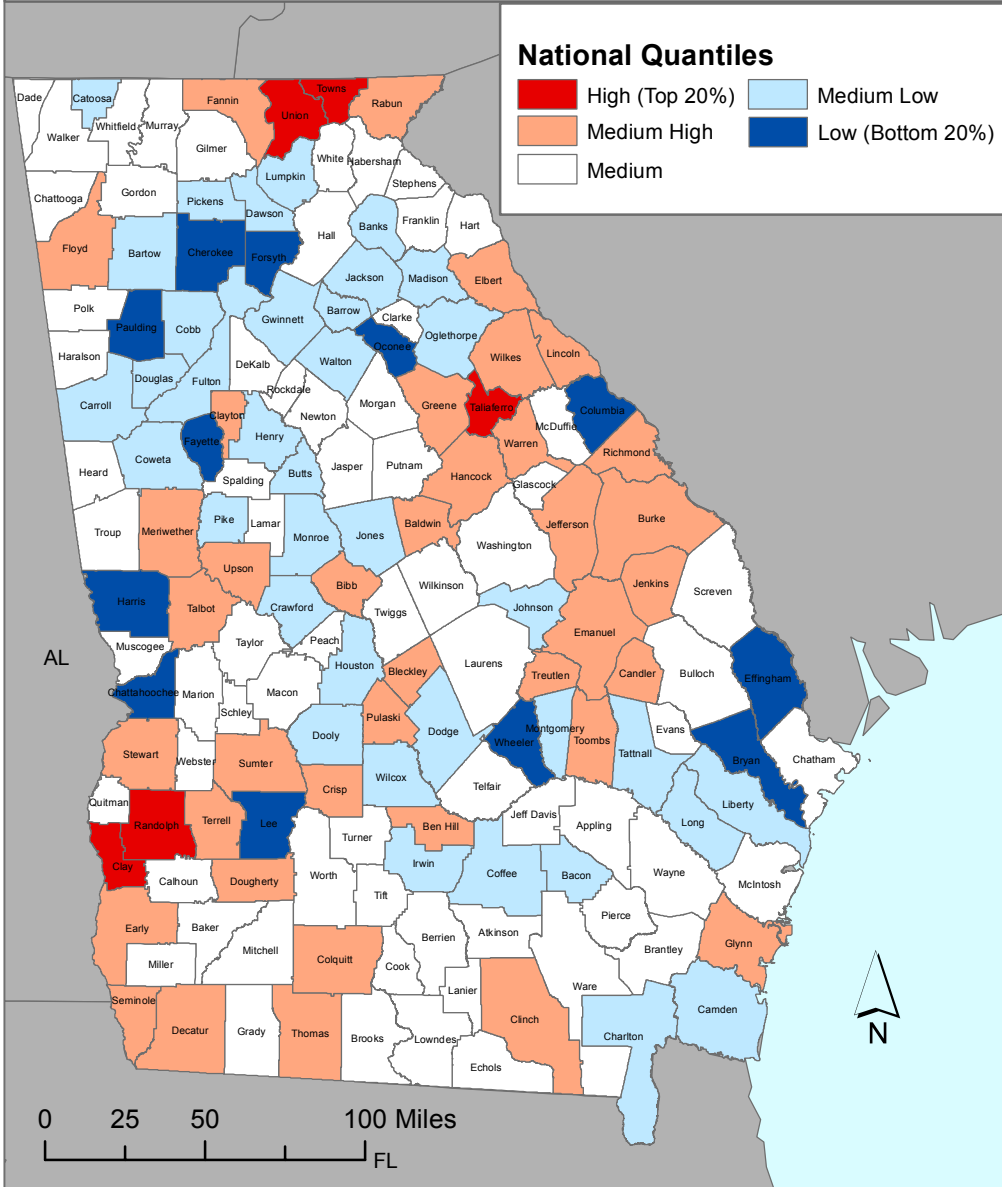 National Quantiles
High (Top 20%)
Medium Low
Medium High
Low (Bottom 20%)
Medium
Dade
Catoosa
Fannin
Union
Towns
Rabun
Walker
Whitfield
Murray
Gilmer
White
Habersham
Lumpkin
Stephens
Chattooga
Gordon
Pickens
Dawson
Hall
Banks
Franklin
Hart
Floyd
Bartow
Cherokee
Forsyth
Jackson
Madison
Elbert
Polk
Paulding
Cobb
Gwinnett
Barrow
Clarke
Oglethorpe
Oconee
Haralson
Douglas
Fulton
DeKalb
Walton
Wilkes
Lincoln
Carroll
Rockdale
Newton
Morgan
Greene
Taliaferro
Columbia
McDuffie
Clayton
Fayette
Henry
Warren
Richmond
Heard
Coweta
Spalding
Butts
Jasper
Putnam
Hancock
Glascock
Troup
Meriwether
Pike
Lamar
Monroe
Jones
Baldwin
Washington
Jefferson
Burke
Upson
Bibb
Wilkinson
Jenkins
Screven
Harris
Talbot
Crawford
Twiggs
Johnson
Emanuel
Muscogee
Taylor
Peach
AL
Houston
Bleckley
Laurens
Treutlen
Candler
Bulloch
Effingham
Chattahoochee
Marion
Schley
Macon
Pulaski
Dooly
Dodge
Wheeler
Montgomery
Toombs
Tattnall
Evans
Bryan
Chatham
Stewart
Webster
Sumter
Crisp
Wilcox
Telfair
Quitman
Randolph
Terrell
Lee
Turner
Ben Hill
Jeff Davis
Appling
Long
Liberty
Clay
Calhoun
Dougherty
Worth
Tift
Irwin
Coffee
Bacon
Wayne
McIntosh
Early
Baker
Mitchell
Berrien
Atkinson
Pierce
Brantley
Glynn
Miller
Colquitt
Cook
Lanier
Ware
Seminole
Decatur
Grady
Thomas
Brooks
Lowndes
Echols
Clinch
Charlton
Camden
N
0 25 50 100 Miles
FL